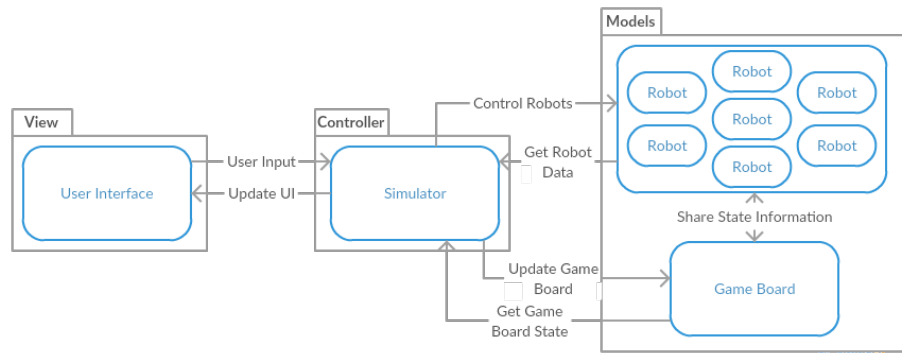 Models
Robot
Robot
Robot
Robot
Robot
Robot
Robot
Control Robots
View
Controller
User Interface
User Input
Update UI
Simulator
Get Robot
Data
Share State Information
Update Game
Board
Game Board
Get Game
Board State